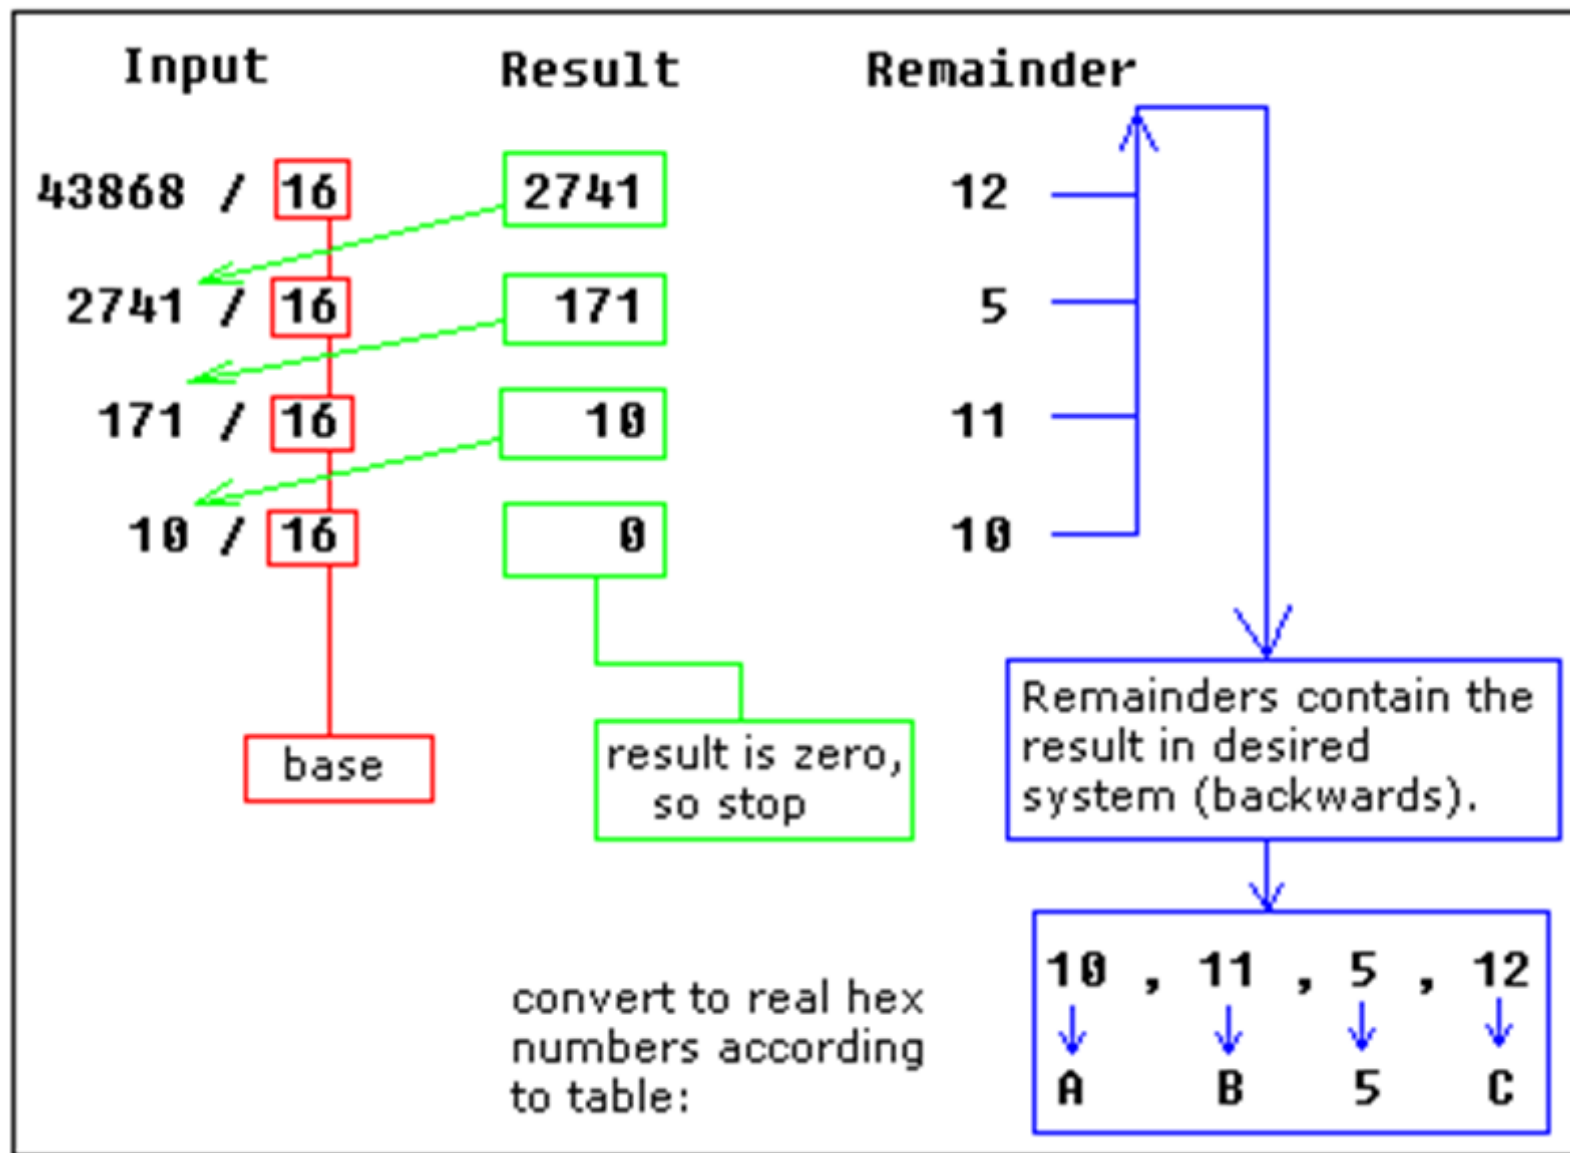 Input Result Remainder
43868 / 16 2741 12
2741 / 16 171 5
171 / 16 10 11
10 / 16 0 10
base
result is zero,
so stop
Remainders contain the
result in desired
system (backwards).
convert to real hex
numbers according
to table:
10 , 11 , 5 , 12
A B 5 C